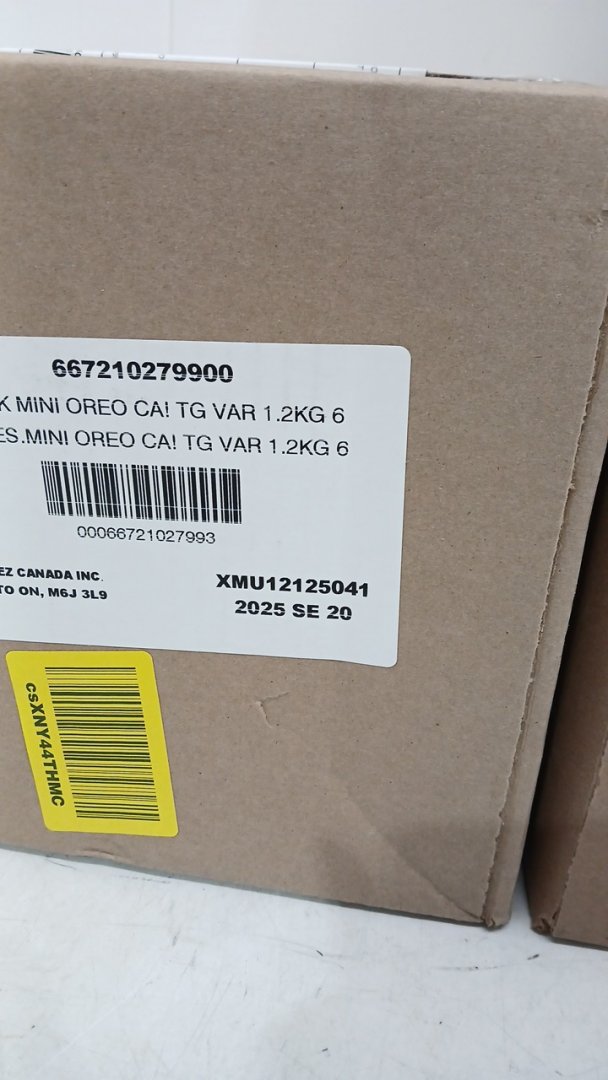 667210279900
K MINI OREO CA! TG VAR 1.2KG 6
ES.MINI OREO CA! TG VAR 1.2KG 6
00066721027993
EZ CANADA INC.
TO ON, M6J 3L9
XMU12125041
2025 SE 20
csXNY44THMC